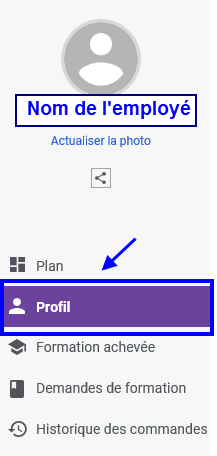 Nom de l'employé
Actualiser la photo
Plan
Profil
Formation achevée
Demandes de formation
Historique des commandes